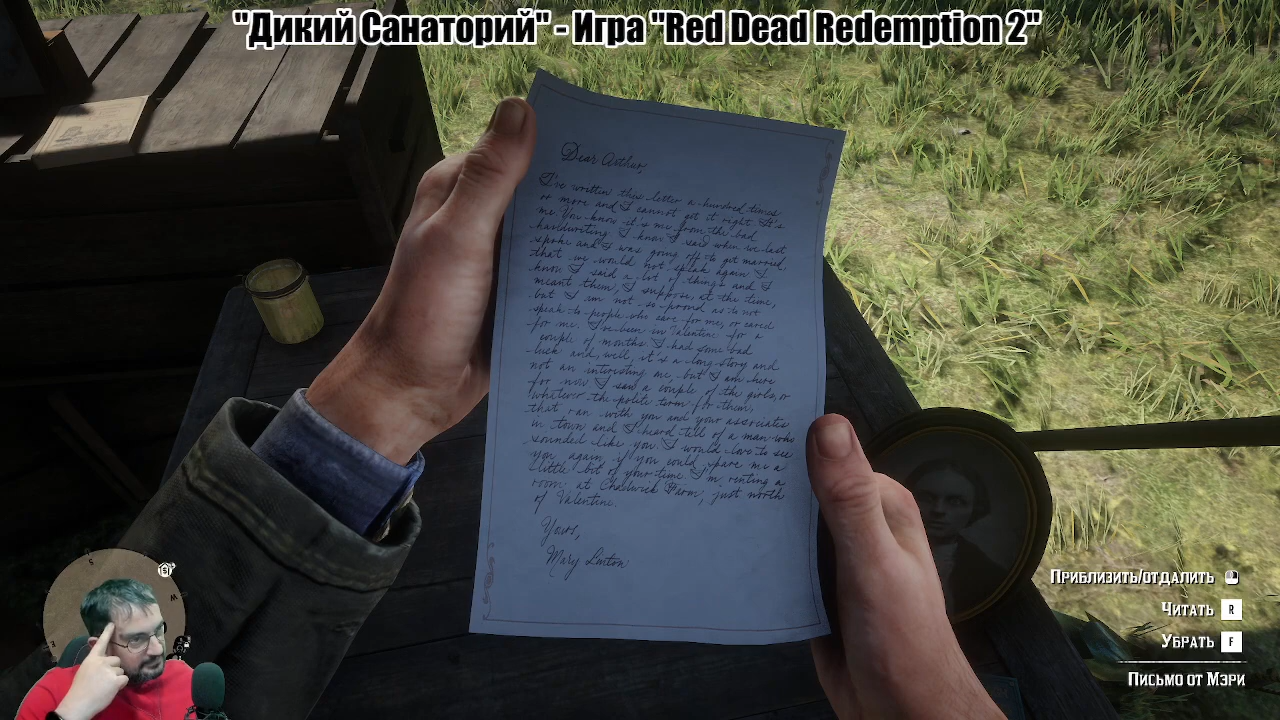 "Дикий Санаторий" - Игра "Red Dead Redemption 2"
Dear Arthur,
I've written this letter a hundred times
or more and I cannot get it right. It's
me. You know it's me from the bad
handwriting. I know I said when we last
spoke and I was going off to get married,
that we would not speak again. I
know I said a lot of things and I
meant them, I suppose, at the time,
but I am not so proud as to not
speak to people who care for me, or cared
for me. I've been in Valentine for a
couple of months. I had some bad
luck and, well, it's a long story and
not an interesting one, but I am here
for now. I saw a couple of the girls, or
whatever the polite term for them,
that ran with you and your associates
in town and I heard tell of a man who
sounded like you. I would love to see
you again, if you could spare me a
little bit of your time. I'm renting a
room at Chadwick Farm, just north
of Valentine.
Yours,
Mary Linton
Приблизить/отдалить
Читать R
Убрать F
Письмо от Мэри